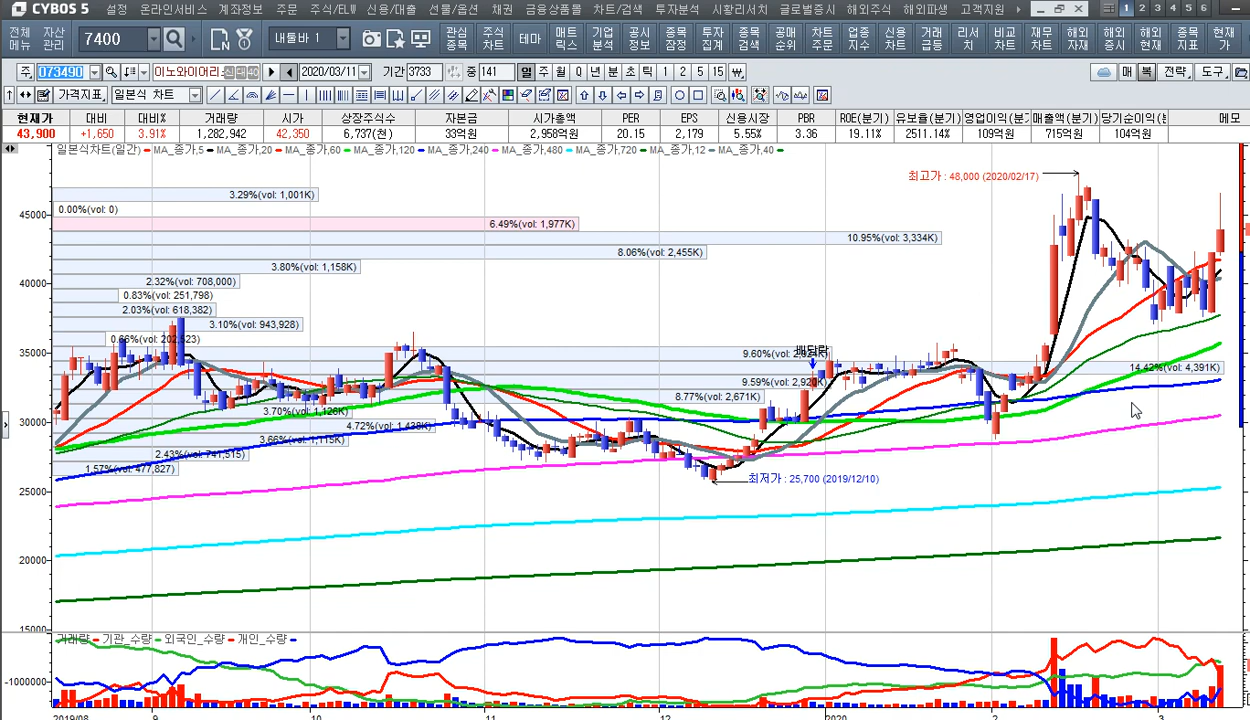 CYBOS 5 설정 온라인서비스 계좌정보 주문 주식/ELW 신용/대출 선물/옵션 채권 금융상품몰 차트/검색 투자분석 시황리서치 글로벌증시 해외주식 해외파생 고객지원 1 2 3 4 5 6
전체메뉴 자산관리 7400 내툴바 1 관심종목 주식차트 테마 매트릭스 기업분석 공시정보 종목잠정 투자집계 종목검색 공매순위 차트주문 업종지수 신용차트 거래급등 리서치 비교차트 재무차트 해외자재 해외증시 해외현재 종목지표 현재가
주, 073490 이노와이어리스 신 40 2020/03/11 기간 3733 중 141 일 주 월 Q 년 분 초 틱 1 2 3 5 15 ₩ 매 복 전략 도구
가격지표 일본식 차트
현재가 대비 대비% 거래량 시가 상장주식수 자본금 시가총액 PER EPS 신용시장 PBR ROE(분기) 유보율(분기) 영업이익(분기 매출액(분기) 당기순이익(분 메모
43,900 +1,650 3.91% 1,282,942 42,350 6,737(천) 33억원 2,958억원 20.15 2,179 5.55% 3.36 19.11% 2511.14% 109억원 715억원 104억원
일본식차트(일간) MA_종가,5 MA_종가,20 MA_종가,60 MA_종가,120 MA_종가,240 MA_종가,480 MA_종가,720 MA_종가,12 MA_종가,40
최고가 : 48,000 (2020/02/17)
3.29%(vol: 1,001K)
0.00%(vol: 0)
45000
6.49%(vol: 1,977K)
10.95%(vol: 3,334K)
8.06%(vol: 2,455K)
3.80%(vol: 1,158K)
2.32%(vol: 708,000)
40000
0.83%(vol: 251,798)
2.03%(vol: 618,382)
3.10%(vol: 943,928)
0.66%(vol: 202,523)
배당락
35000
9.60%(vol:
14.42%(vol: 4,391K)
9.59%(vol: 2,920K)
8.77%(vol: 2,671K)
3.70%(vol: 1,126K)
30000
4.72%(vol: 1,438K)
3.66%(vol: 1,115K)
2.43%(vol: 741,515)
1.57%(vol: 477,827)
최저가 : 25,700 (2019/12/10)
25000
20000
15000
거래량 기관_수량 외국인_수량 개인_수량
-1000000
2019/08 9 10 11 12 2020 2 3